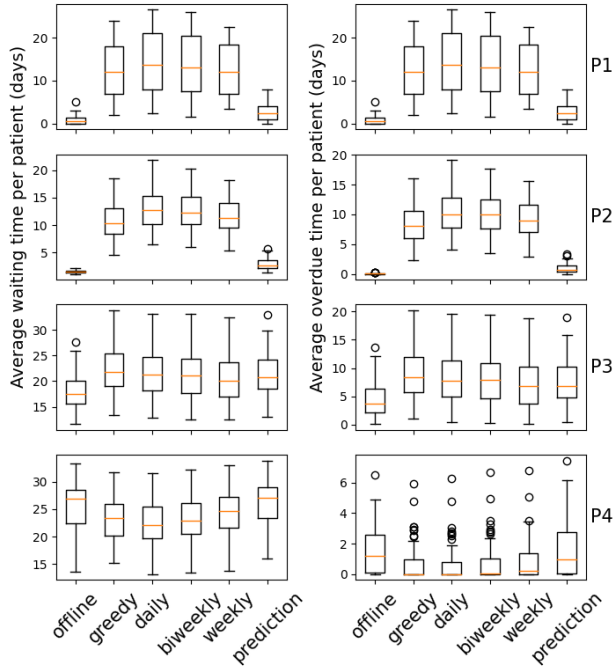 Average waiting time per patient (days)
Average overdue time per patient (days)
20
10
0
20
10
0
P1
15
10
5
20
15
10
5
0
P2
30
25
20
15
20
15
10
5
0
P3
30
25
20
15
6
4
2
0
P4
offline
greedy
daily
biweekly
weekly
prediction
offline
greedy
daily
biweekly
weekly
prediction